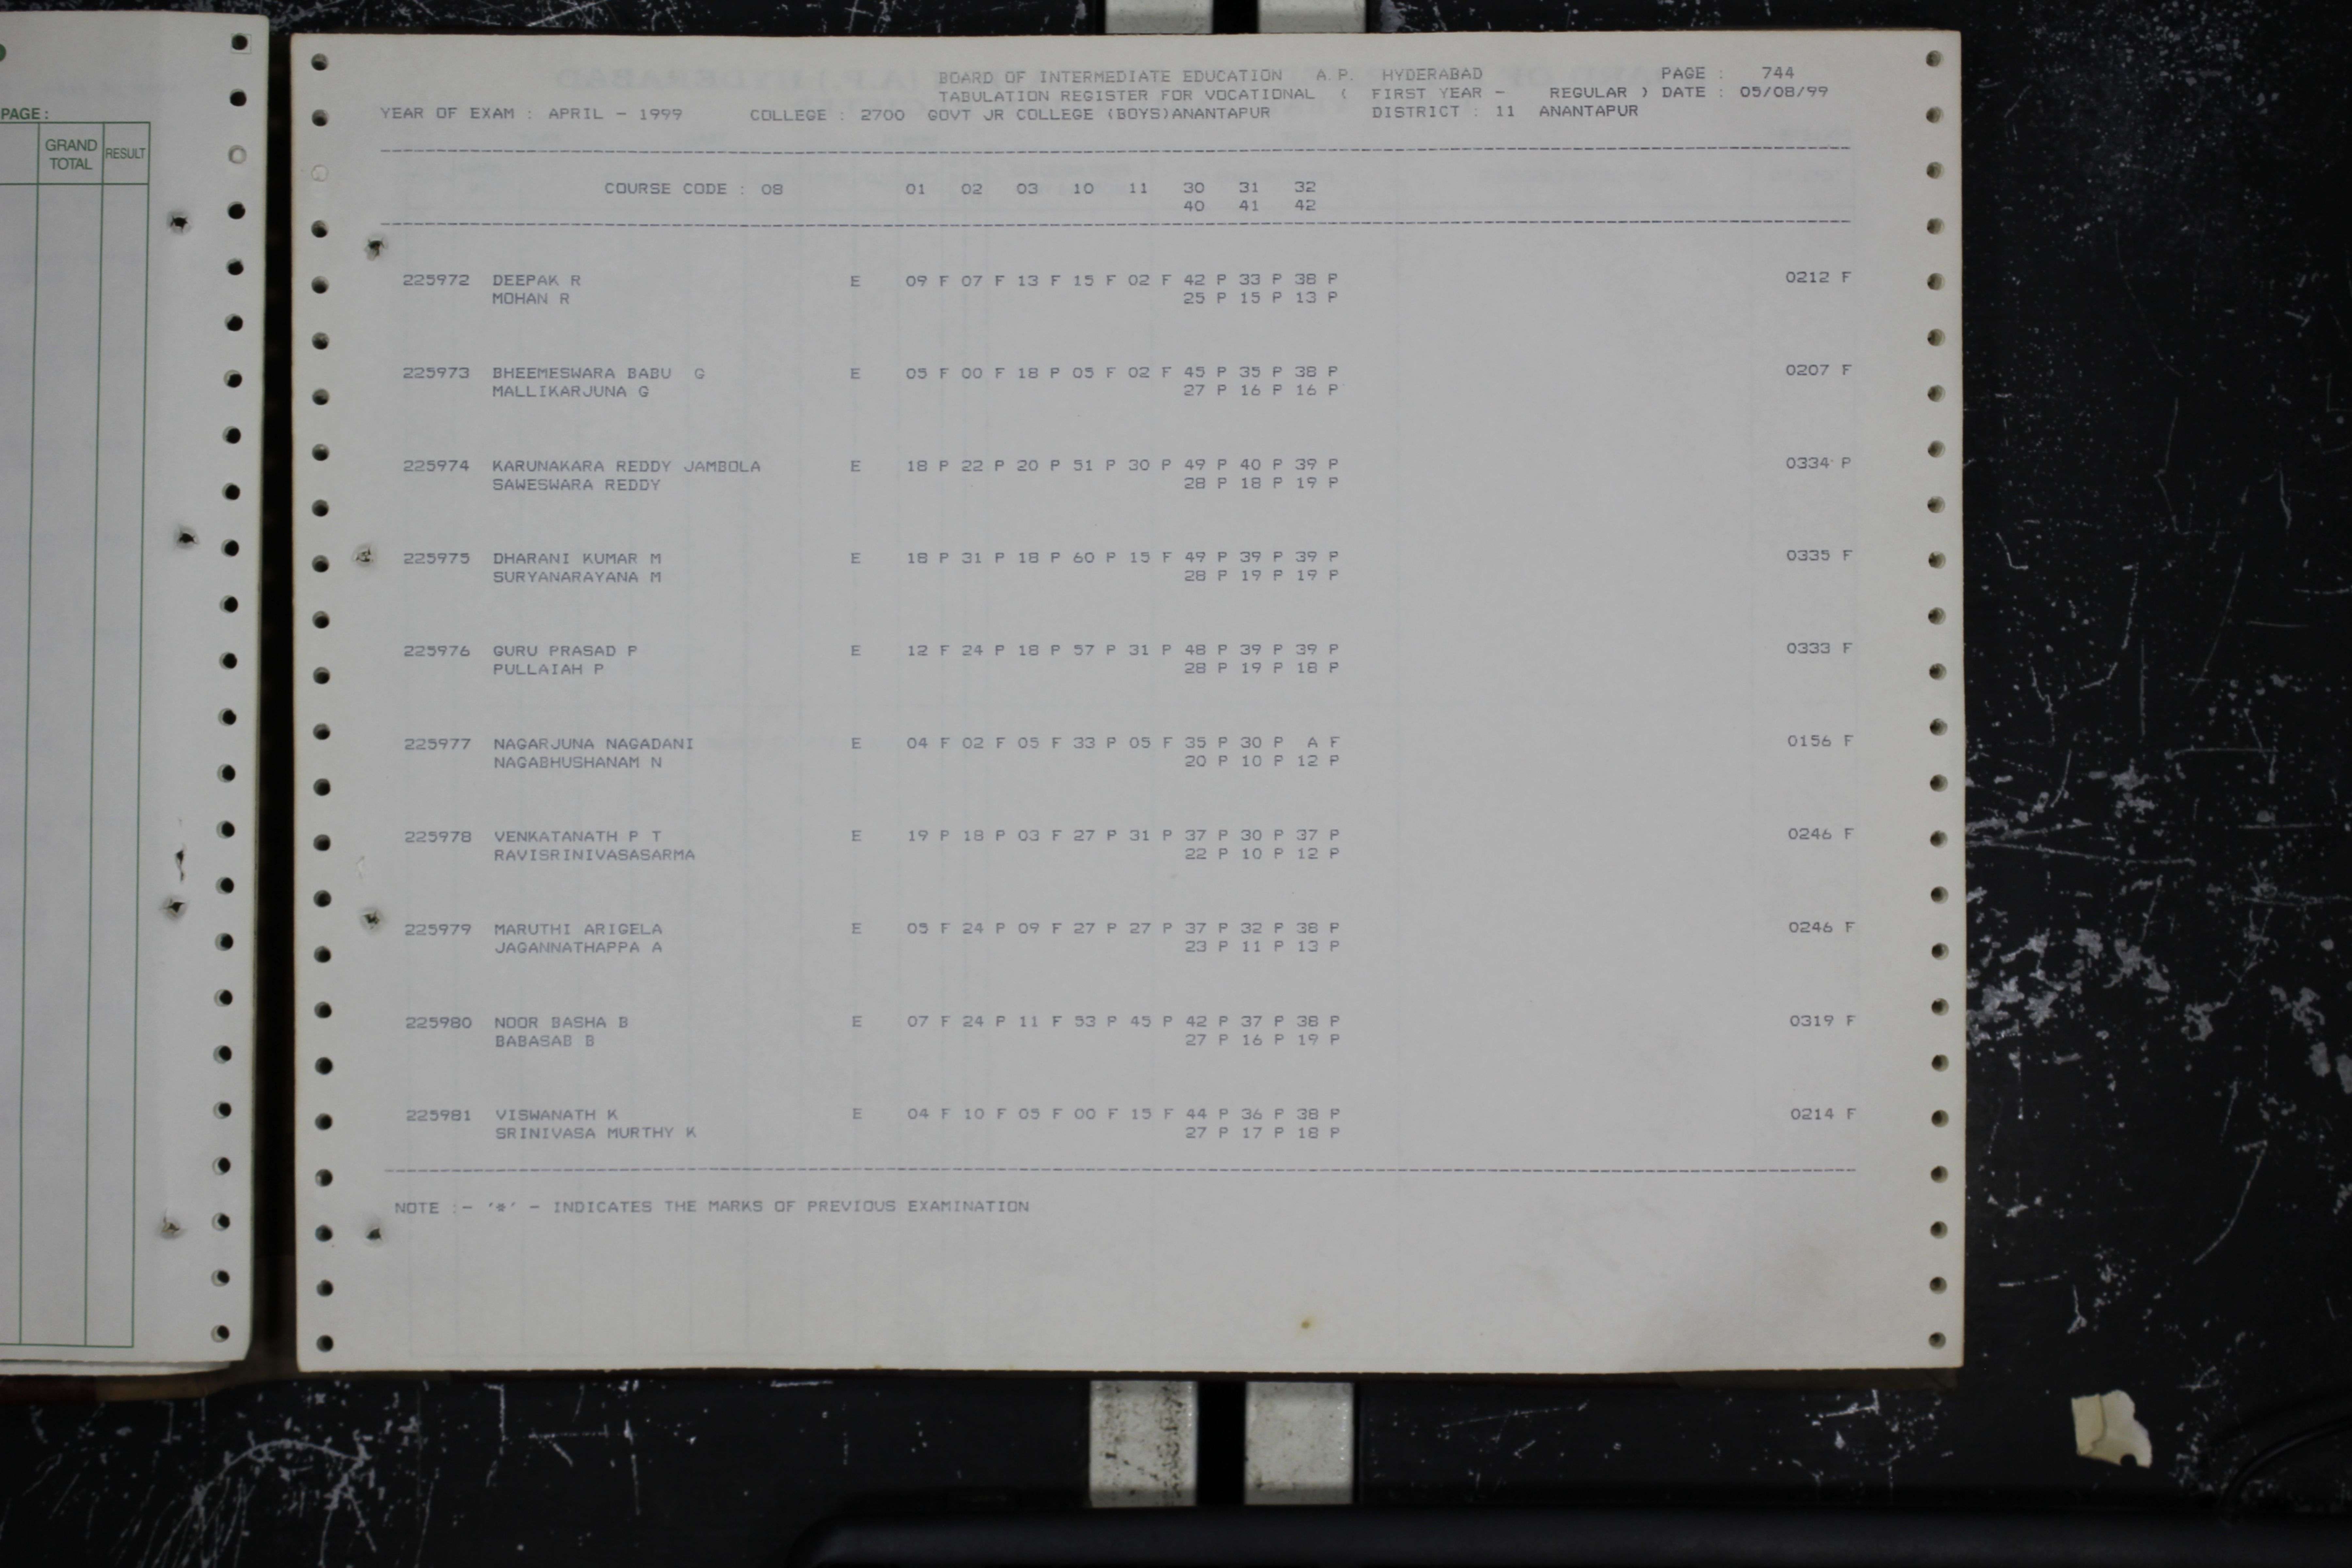 PAGE :
GRAND TOTAL RESULT
BOARD OF INTERMEDIATE EDUCATION A.P. HYDERABAD PAGE : 744
TABULATION REGISTER FOR VOCATIONAL ( FIRST YEAR - REGULAR ) DATE : 05/08/99
YEAR OF EXAM : APRIL - 1999 COLLEGE : 2700 GOVT JR COLLEGE (BOYS)ANANTAPUR DISTRICT : 11 ANANTAPUR
COURSE CODE : 08 01 02 03 10 11 30 31 32
40 41 42
225972 DEEPAK R E 09 F 07 F 13 F 15 F 02 F 42 P 33 P 38 P 0212 F
MOHAN R 25 P 15 P 13 P
225973 BHEEMESWARA BABU G E 05 F 00 F 18 P 05 F 02 F 45 P 35 P 38 P 0207 F
MALLIKARJUNA G 27 P 16 P 16 P
225974 KARUNAKARA REDDY JAMBOLA E 18 P 22 P 20 P 51 P 30 P 49 P 40 P 39 P 0334 P
SAWESWARA REDDY 28 P 18 P 19 P
225975 DHARANI KUMAR M E 18 P 31 P 18 P 60 P 15 F 49 P 39 P 39 P 0335 F
SURYANARAYANA M 28 P 19 P 19 P
225976 GURU PRASAD P E 12 F 24 P 18 P 57 P 31 P 48 P 39 P 39 P 0333 F
PULLAIAH P 28 P 19 P 18 P
225977 NAGARJUNA NAGADANI E 04 F 02 F 05 F 33 P 05 F 35 P 30 P A F 0156 F
NAGABHUSHANAM N 20 P 10 P 12 P
225978 VENKATANATH P T E 19 P 18 P 03 F 27 P 31 P 37 P 30 P 37 P 0246 F
RAVISRINIVASASARMA 22 P 10 P 12 P
225979 MARUTHI ARIGELA E 05 F 24 P 09 F 27 P 27 P 37 P 32 P 38 P 0246 F
JAGANNATHAPPA A 23 P 11 P 13 P
225980 NOOR BASHA B E 07 F 24 P 11 F 53 P 45 P 42 P 37 P 38 P 0319 F
BABASAB B 27 P 16 P 19 P
225981 VISWANATH K E 04 F 10 F 05 F 00 F 15 F 44 P 36 P 38 P 0214 F
SRINIVASA MURTHY K 27 P 17 P 18 P
NOTE :- '*' - INDICATES THE MARKS OF PREVIOUS EXAMINATION